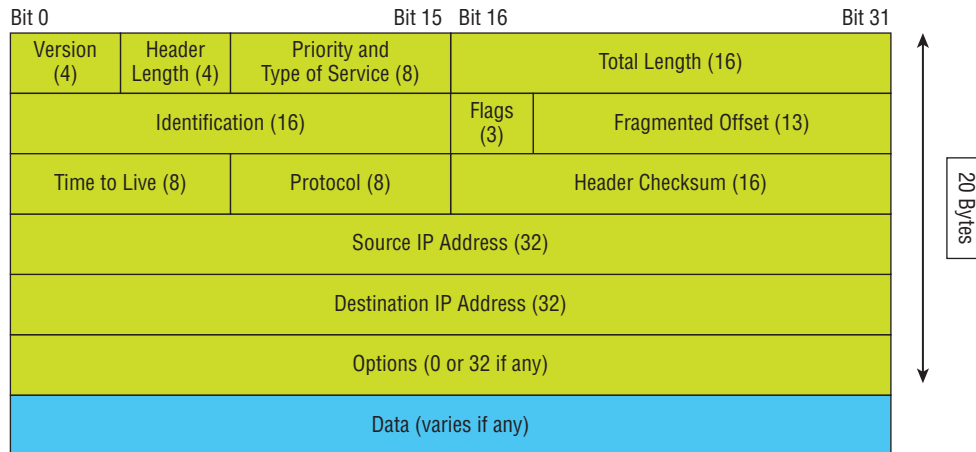 Bit 0
Bit 15
Bit 16
Bit 31
Version
(4)
Header
Length (4)
Priority and
Type of Service (8)
Total Length (16)
Identification (16)
Flags
(3)
Fragmented Offset (13)
Time to Live (8)
Protocol (8)
Header Checksum (16)
Source IP Address (32)
Destination IP Address (32)
Options (0 or 32 if any)
Data (varies if any)
20 Bytes